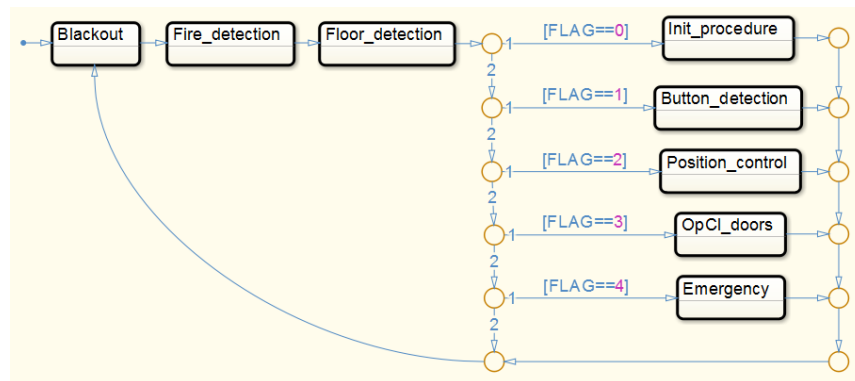 Blackout
Fire_detection
Floor_detection
1
[FLAG==0]
Init_procedure
2
1
[FLAG==1]
Button_detection
2
1
[FLAG==2]
Position_control
2
1
[FLAG==3]
OpCl_doors
2
1
[FLAG==4]
Emergency
2